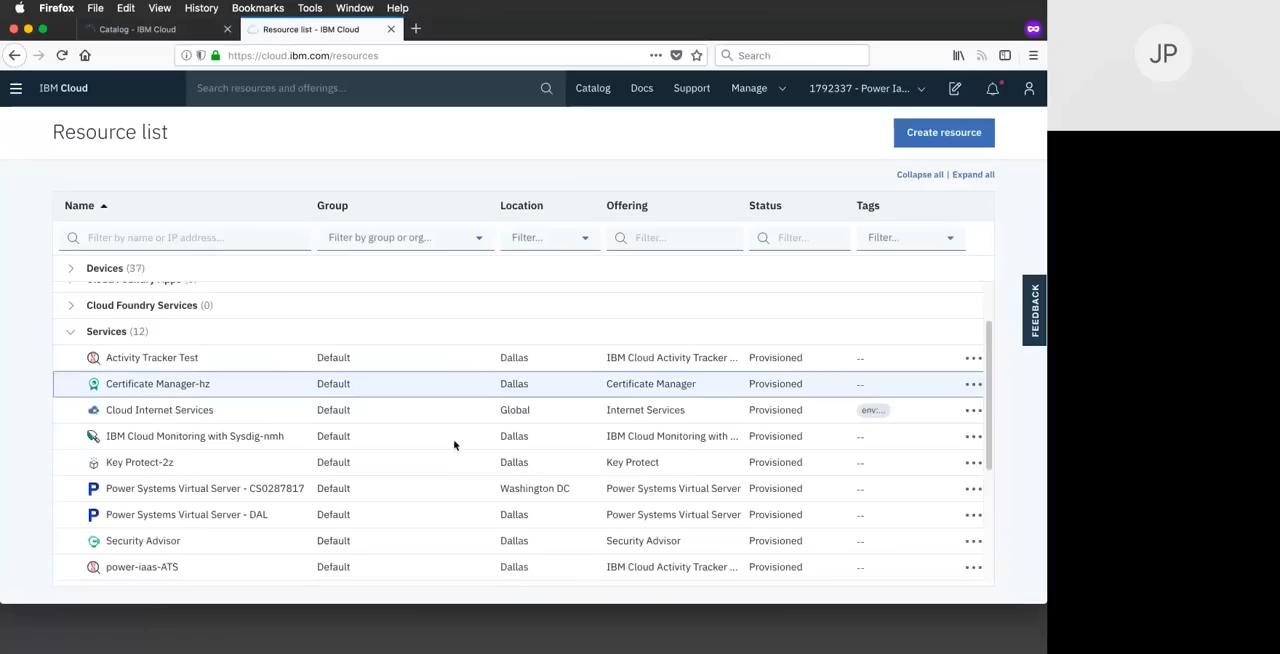 Firefox File Edit View History Bookmarks Tools Window Help
Catalog - IBM Cloud
Resource list - IBM Cloud
https://cloud.ibm.com/resources
Search
IBM Cloud
Search resources and offerings...
Catalog Docs Support Manage 1792337 - Power Ia...
Resource list
Create resource
Collapse all | Expand all
Name Group Location Offering Status Tags
Filter by name or IP address... Filter by group or org... Filter... Filter... Filter... Filter...
Devices (37)
Cloud Foundry Services (0)
Services (12)
Activity Tracker Test Default Dallas IBM Cloud Activity Tracker ... Provisioned --
Certificate Manager-hz Default Dallas Certificate Manager Provisioned --
Cloud Internet Services Default Global Internet Services Provisioned env:...
IBM Cloud Monitoring with Sysdig-nmh Default Dallas IBM Cloud Monitoring with ... Provisioned --
Key Protect-2z Default Dallas Key Protect Provisioned --
Power Systems Virtual Server - CS0287817 Default Washington DC Power Systems Virtual Server Provisioned --
Power Systems Virtual Server - DAL Default Dallas Power Systems Virtual Server Provisioned --
Security Advisor Default Dallas Security Advisor Provisioned --
power-iaas-ATS Default Dallas IBM Cloud Activity Tracker ... Provisioned --
FEEDBACK
JP